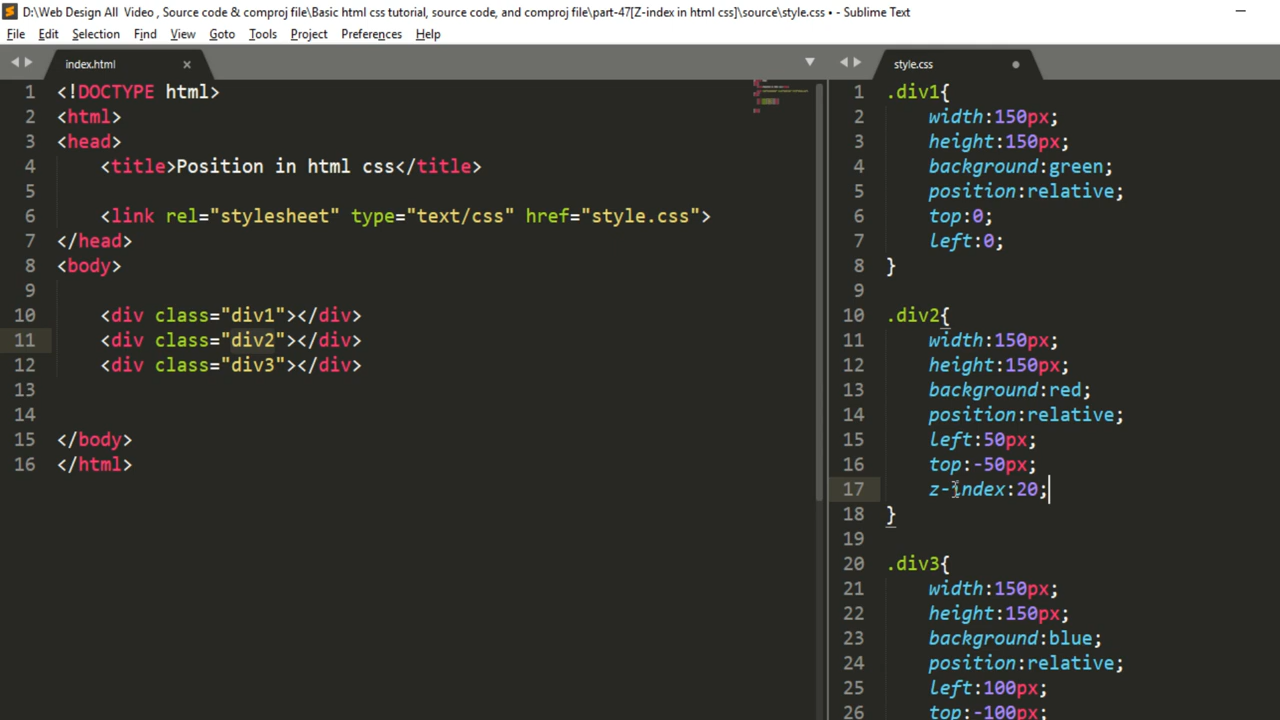 D:\Web Design All  Video , Source code & comproj file\Basic html css tutorial, source code, and comproj file\part-47[Z-index in html css]\source\style.css • - Sublime Text
File Edit Selection Find View Goto Tools Project Preferences Help
index.html
1 <!DOCTYPE html>
2 <html>
3 <head>
4     <title>Position in html css</title>
5
6     <link rel="stylesheet" type="text/css" href="style.css">
7 </head>
8 <body>
9
10     <div class="div1"></div>
11     <div class="div2"></div>
12     <div class="div3"></div>
13
14
15 </body>
16 </html>
style.css
1 .div1{
2     width:150px;
3     height:150px;
4     background:green;
5     position:relative;
6     top:0;
7     left:0;
8 }
9
10 .div2{
11     width:150px;
12     height:150px;
13     background:red;
14     position:relative;
15     left:50px;
16     top:-50px;
17     z-index:20;
18 }
19
20 .div3{
21     width:150px;
22     height:150px;
23     background:blue;
24     position:relative;
25     left:100px;
26     top:-100px;